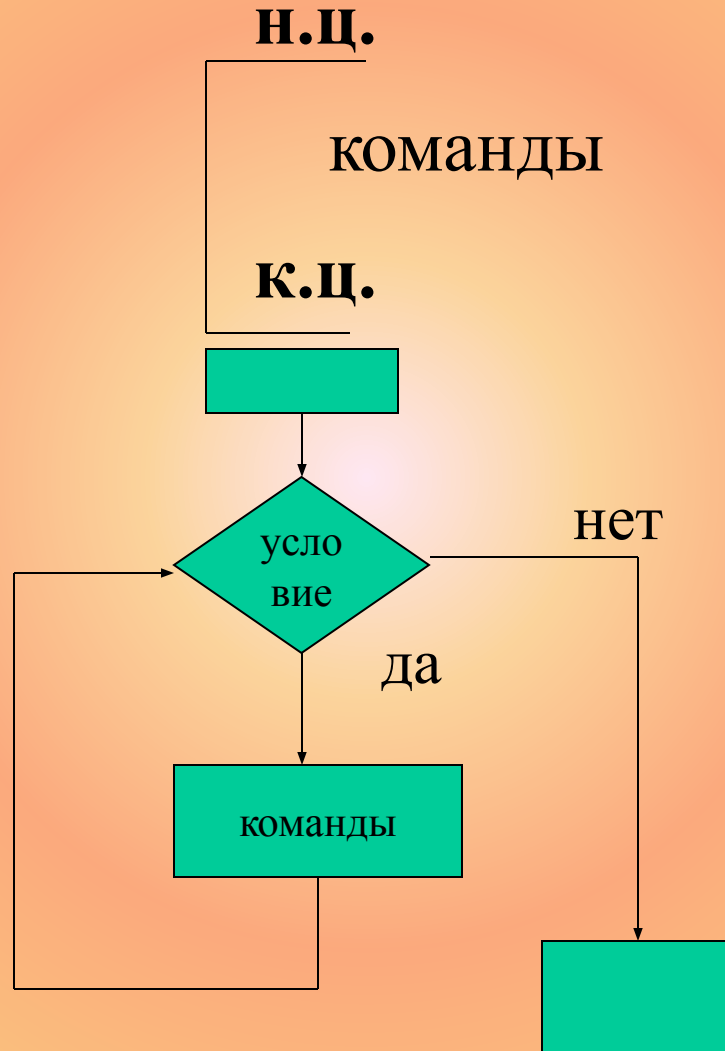 н.ц.
команды
к.ц.
усло
вие
нет
да
команды